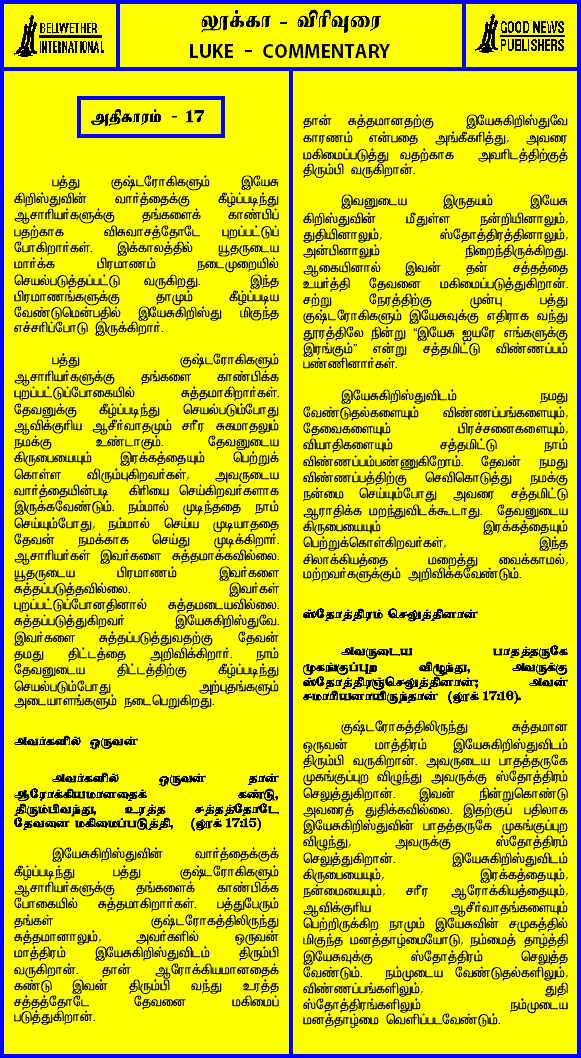 BELWETHER
INTERNATIONAL
லூக்கா - விரிவுரை
LUKE - COMMENTARY
GOOD NEWS
PUBLISHERS
அதிகாரம் - 17
பத்து குஷ்டரோகிகளும் இயேசு
கிறிஸ்துவின் வார்த்தைக்கு கீழ்ப்படிந்து
ஆசாரியர்களுக்கு தங்களைக் காண்பிப்
பதற்காக விசுவாசத்தோடே புறப்பட்டுப்
போகிறார்கள். இக்காலத்தில் யூதருடைய
மார்க்க பிரமாணம் நடைமுறையில்
செயல்படுத்தப்பட்டு வருகிறது. இந்த
பிரமாணங்களுக்கு தாமும் கீழ்ப்படிய
வேண்டுமென்பதில் இயேசுகிறிஸ்து மிகுந்த
எச்சரிப்போடு இருக்கிறார்.
பத்து குஷ்டரோகிகளும்
ஆசாரியர்களுக்கு தங்களை காண்பிக்க
புறப்பட்டுப்போகையில் சுத்தமாகிறார்கள்.
தேவனுக்கு கீழ்ப்படிந்து செயல்படும்போது
ஆவிக்குரிய ஆசீர்வாதமும் சரீர சுகமாதலும்
நமக்கு உண்டாகும். தேவனுடைய
கிருபையையும் இரக்கத்தையும் பெற்றுக்
கொள்ள விரும்புகிறவர்கள், அவருடைய
வார்த்தையின்படி கிரியை செய்கிறவர்களாக
இருக்கவேண்டும். நம்மால் முடிந்ததை நாம்
செய்யும்போது, நம்மால் செய்ய முடியாததை
தேவன் நமக்காக செய்து முடிக்கிறார்.
ஆசாரியர்கள் இவர்களை சுத்தமாக்கவில்லை.
யூதருடைய பிரமாணம் இவர்களை
சுத்தப்படுத்தவில்லை. இவர்கள்
புறப்பட்டுப்போனதினால் சுத்தமடையவில்லை.
சுத்தப்படுத்துகிறவர் இயேசுகிறிஸ்துவே.
இவர்களை சுத்தப்படுத்துவதற்கு தேவன்
தமது திட்டத்தை அறிவிக்கிறார். நாம்
தேவனுடைய திட்டத்திற்கு கீழ்ப்படிந்து
செயல்படும்போது அற்புதங்களும்
அடையாளங்களும் நடைபெறுகிறது.
அவர்களில் ஒருவன்
அவர்களில் ஒருவன் தான்
ஆரோக்கியமானதைக் கண்டு,
திரும்பிவந்து, உரத்த சத்தத்தோடே
தேவனை மகிமைப்படுத்தி, (லூக் 17:15)
இயேசுகிறிஸ்துவின் வார்த்தைக்குக்
கீழ்ப்படிந்து பத்து குஷ்டரோகிகளும்
ஆசாரியர்களுக்கு தங்களைக் காண்பிக்க
போகையில் சுத்தமாகிறார்கள். பத்துபேரும்
தங்கள் குஷ்டரோகத்திலிருந்து
சுத்தமானாலும், அவர்களில் ஒருவன்
மாத்திரம் இயேசுகிறிஸ்துவிடம் திரும்பி
வருகிறான். தான் ஆரோக்கியமானதைக்
கண்டு இவன் திரும்பி வந்து உரத்த
சத்தத்தோடே தேவனை மகிமைப்
படுத்துகிறான்.
தான் சுத்தமானதற்கு இயேசுகிறிஸ்துவே
காரணம் என்பதை அங்கீகரித்து, அவரை
மகிமைப்படுத்து வதற்காக அவரிடத்திற்குத்
திரும்பி வருகிறான்.
இவனுடைய இருதயம் இயேசு
கிறிஸ்துவின் மீதுள்ள நன்றியினாலும்,
துதியினாலும், ஸ்தோத்திரத்தினாலும்,
அன்பினாலும் நிறைந்திருக்கிறது.
ஆகையினால் இவன் தன் சத்தத்தை
உயர்த்தி தேவனை மகிமைப்படுத்துகிறான்.
சற்று நேரத்திற்கு முன்பு பத்து
குஷ்டரோகிகளும் இயேசுவுக்கு எதிராக வந்து
தூரத்திலே நின்று "இயேசு ஐயரே எங்களுக்கு
இரங்கும்" என்று சத்தமிட்டு விண்ணப்பம்
பண்ணினார்கள்.
இயேசுகிறிஸ்துவிடம் நமது
வேண்டுதல்களையும் விண்ணப்பங்களையும்,
தேவைகளையும் பிரச்சனைகளையும்,
வியாதிகளையும் சத்தமிட்டு நாம்
விண்ணப்பம்பண்ணுகிறோம். தேவன் நமது
விண்ணப்பத்திற்கு செவிகொடுத்து நமக்கு
நன்மை செய்யும்போது அவரை சத்தமிட்டு
ஆராதிக்க மறந்துவிடக்கூடாது. தேவனுடைய
கிருபையையும் இரக்கத்தையும்
பெற்றுக்கொள்கிறவர்கள், இந்த
சிலாக்கியத்தை மறைத்து வைக்காமல்,
மற்றவர்களுக்கும் அறிவிக்கவேண்டும்.
ஸ்தோத்திரம் செலுத்தினான்
அவருடைய பாதத்தருகே
முகங்குப்புற விழுந்து, அவருக்கு
ஸ்தோத்திரஞ்செலுத்தினான்; அவன்
சமாரியனாயிருந்தான் (லூக் 17:16).
குஷ்டரோகத்திலிருந்து சுத்தமான
ஒருவன் மாத்திரம் இயேசுகிறிஸ்துவிடம்
திரும்பி வருகிறான். அவருடைய பாதத்தருகே
முகங்குப்புற விழுந்து அவருக்கு ஸ்தோத்திரம்
செலுத்துகிறான். இவன் நின்றுகொண்டு
அவரைத் துதிக்கவில்லை. இதற்குப் பதிலாக
இயேசுகிறிஸ்துவின் பாதத்தருகே முகங்குப்புற
விழுந்து, அவருக்கு ஸ்தோத்திரம்
செலுத்துகிறான். இயேசுகிறிஸ்துவிடம்
கிருபையையும், இரக்கத்தையும்,
நன்மையையும், சரீர ஆரோக்கியத்தையும்,
ஆவிக்குரிய ஆசீர்வாதங்களையும்
பெற்றிருக்கிற நாமும் இயேசுவின் சமுகத்தில்
மிகுந்த மனத்தாழ்மையோடு, நம்மைத் தாழ்த்தி
இயேசுவுக்கு ஸ்தோத்திரம் செலுத்த
வேண்டும். நம்முடைய வேண்டுதல்களிலும்,
விண்ணப்பங்களிலும், துதி
ஸ்தோத்திரங்களிலும் நம்முடைய
மனத்தாழ்மை வெளிப்படவேண்டும்.